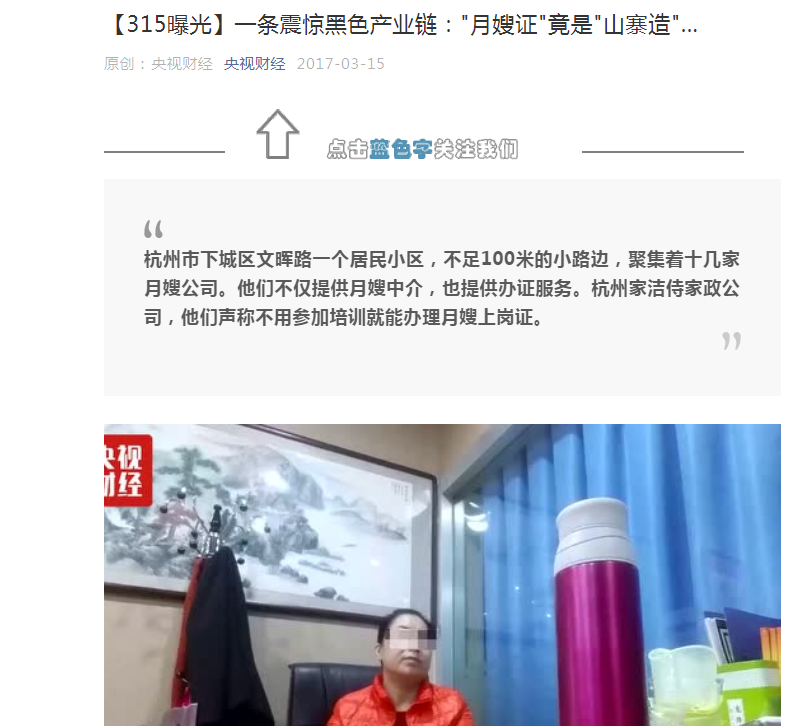 【315曝光】一条震惊黑色产业链："月嫂证"竟是"山寨造"...
原创：央视财经 央视财经 2017-03-15
点击蓝色字关注我们
“
杭州市下城区文晖路一个居民小区，不足100米的小路边，聚集着十几家
月嫂公司。他们不仅提供月嫂中介，也提供办证服务。杭州家洁侍家政公
司，他们声称不用参加培训就能办理月嫂上岗证。
”
央视
财经